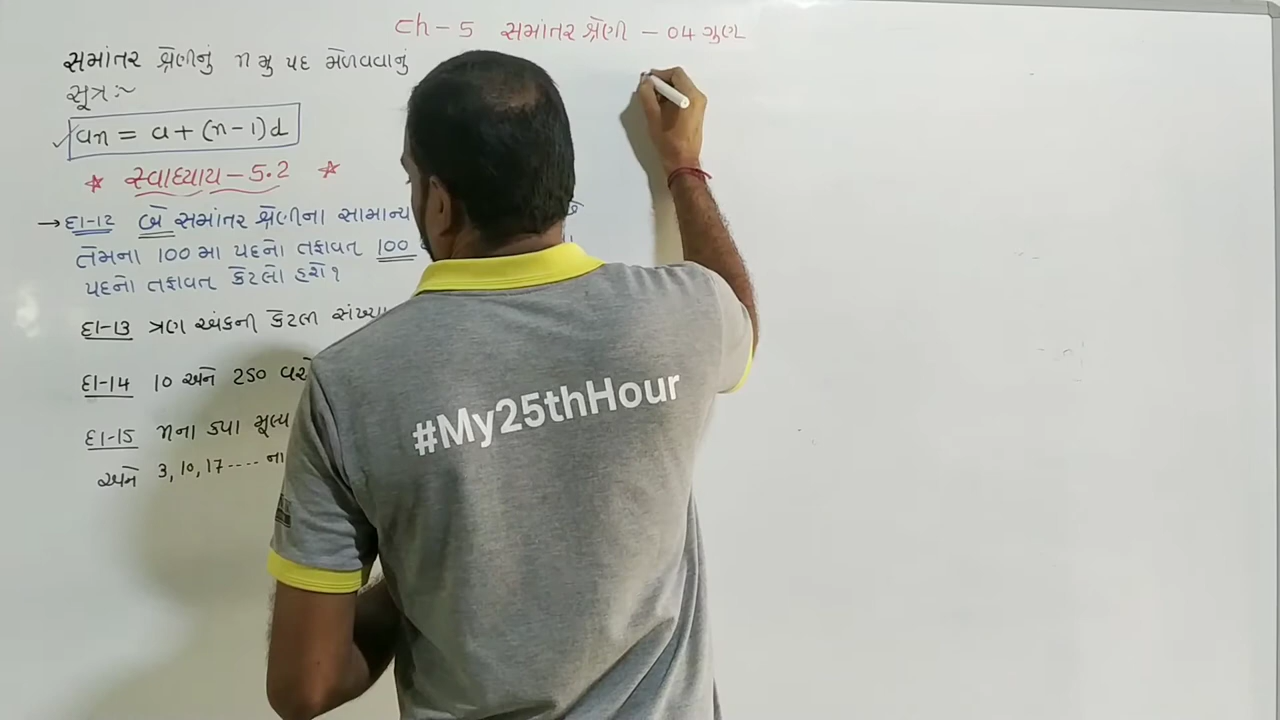 Ch - 5 સમાંતર શ્રેણી - 04 ગુણ
સમાંતર શ્રેણીનું n મુ પદ મેળવવાનું
સૂત્ર :~
an = a + (n-1)d
★ સ્વાધ્યાય - 5.2 ★
→ દા-12 બે સમાંતર શ્રેણીના સામાન્ય છે
તેમના 100 મા પદનો તફાવત 100
પદનો તફાવત કેટલો હશે?
દા-13 ત્રણ અંકની કેટલી સંખ્યા
દા-14 10 અને 250 વચ્ચે
દા-15 nના કયા મૂલ્ય
અને 3, 10, 17 ---- ના
#My25thHour